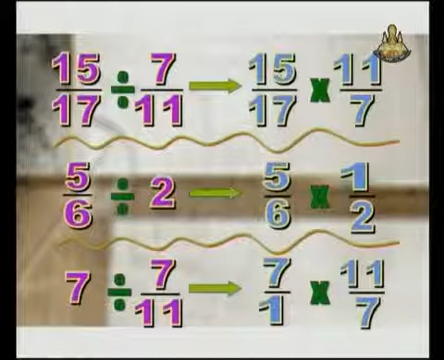 15/17 ÷ 7/11 → 15/17 x 11/7
5/6 ÷ 2 → 5/6 x 1/2
7 ÷ 7/11 → 7/1 x 11/7